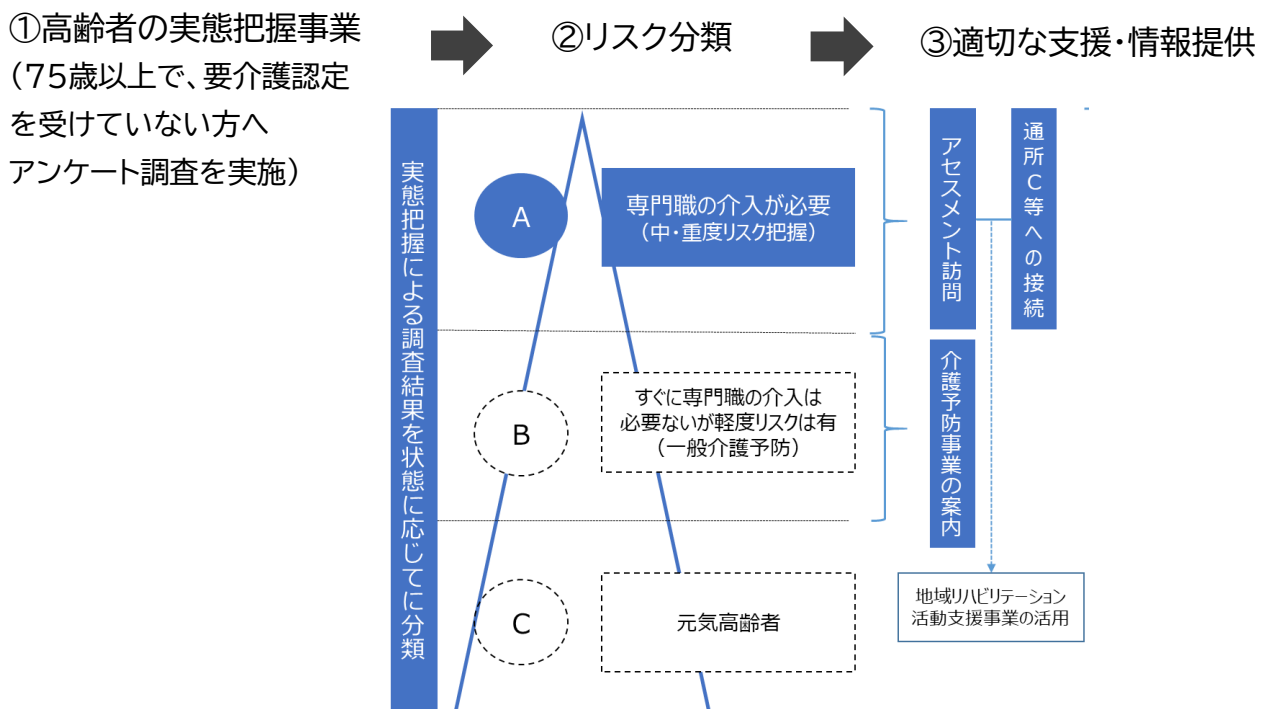 ①高齢者の実態把握事業
(75歳以上で、要介護認定
を受けていない方へ
アンケート調査を実施)
②リスク分類
③適切な支援・情報提供
実態把握による調査結果を状態に応じてに分類
A
専門職の介入が必要
(中・重度リスク把握)
B
すぐに専門職の介入は
必要ないが軽度リスクは有
(一般介護予防)
C
元気高齢者
アセスメント訪問
通所C等への接続
介護予防事業の案内
地域リハビリテーション
活動支援事業の活用